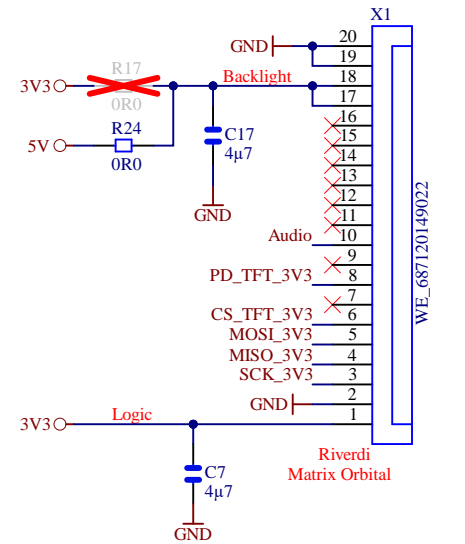 X1
GND
20
19
R17
3V3
0R0
Backlight
18
17
R24
5V
0R0
C17
4µ7
GND
16
15
14
13
12
11
Audio
10
9
PD_TFT_3V3
8
7
CS_TFT_3V3
6
MOSI_3V3
5
MISO_3V3
4
SCK_3V3
3
GND
2
3V3
Logic
1
WE_687120149022
Riverdi
Matrix Orbital
C7
4µ7
GND